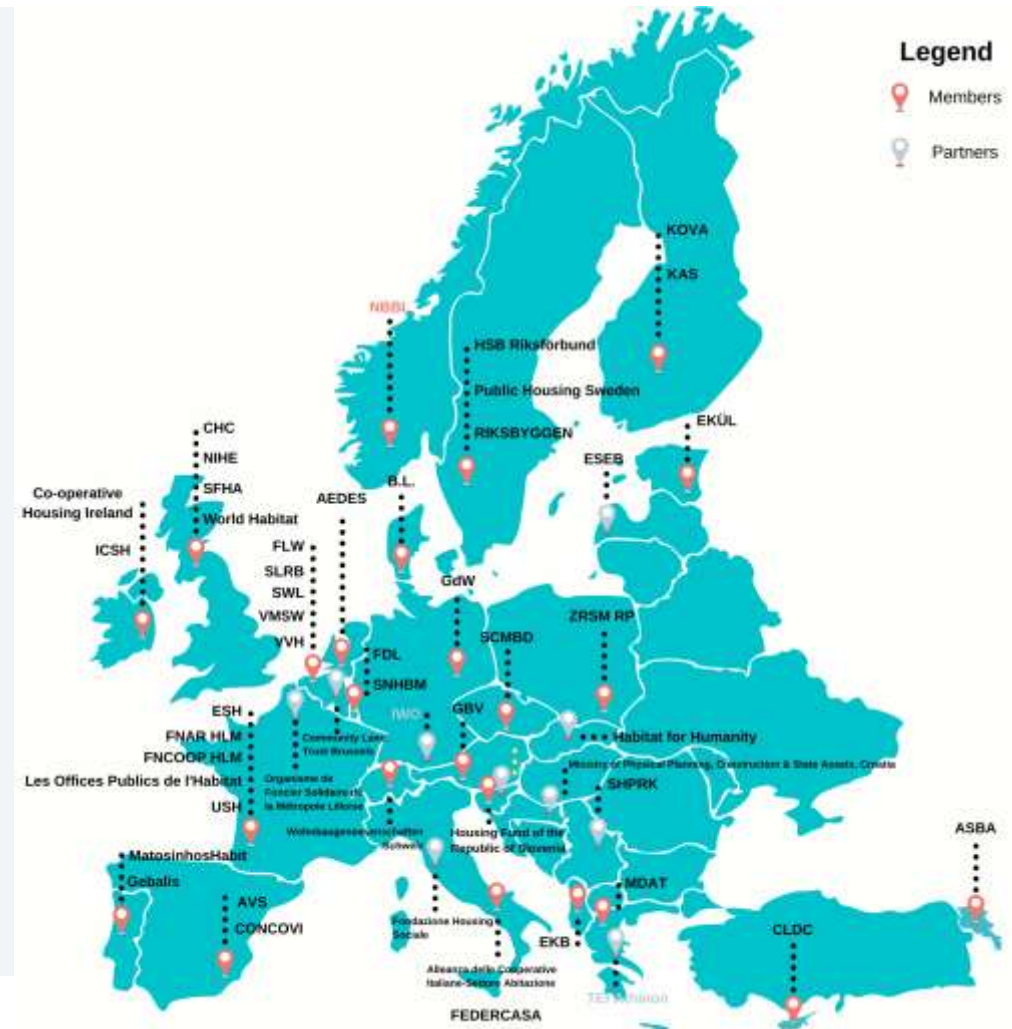 Legend
Members
Partners
KOVA
KAS
NBBL
HSB Riksforbund
Public Housing Sweden
RIKSBYGGEN
EKÜL
ESEB
CHC
NIHE
SFHA
World Habitat
Co-operative
Housing Ireland
ICSH
AEDES
B.L.
FLW
SLRB
SWL
VMSW
VVH
GdW
SCMBD
ZRSM RP
FDL
SNHBM
ESH
FNAR HLM
FNCOOP HLM
Les Offices Publics de l'Habitat
USH
IWO
GBV
Community Land
Trust Brussels
Habitat for Humanity
Ministry of Physical Planning, Construction & State Assets, Croatia
Organisme de
Foncier Solidaire de
la Métropole Lilloise
SHPRK
Wohnbaugenossenschaften
Schweiz
Housing Fund of the
Republic of Slovenia
ASBA
MatosinhosHabit
Gebalis
AVS
CONCOVI
MDAT
Fondazione Housing
Sociale
EKB
CLDC
Alleanza delle Cooperative
Italiane-Settore Abitazione
FEDERCASA